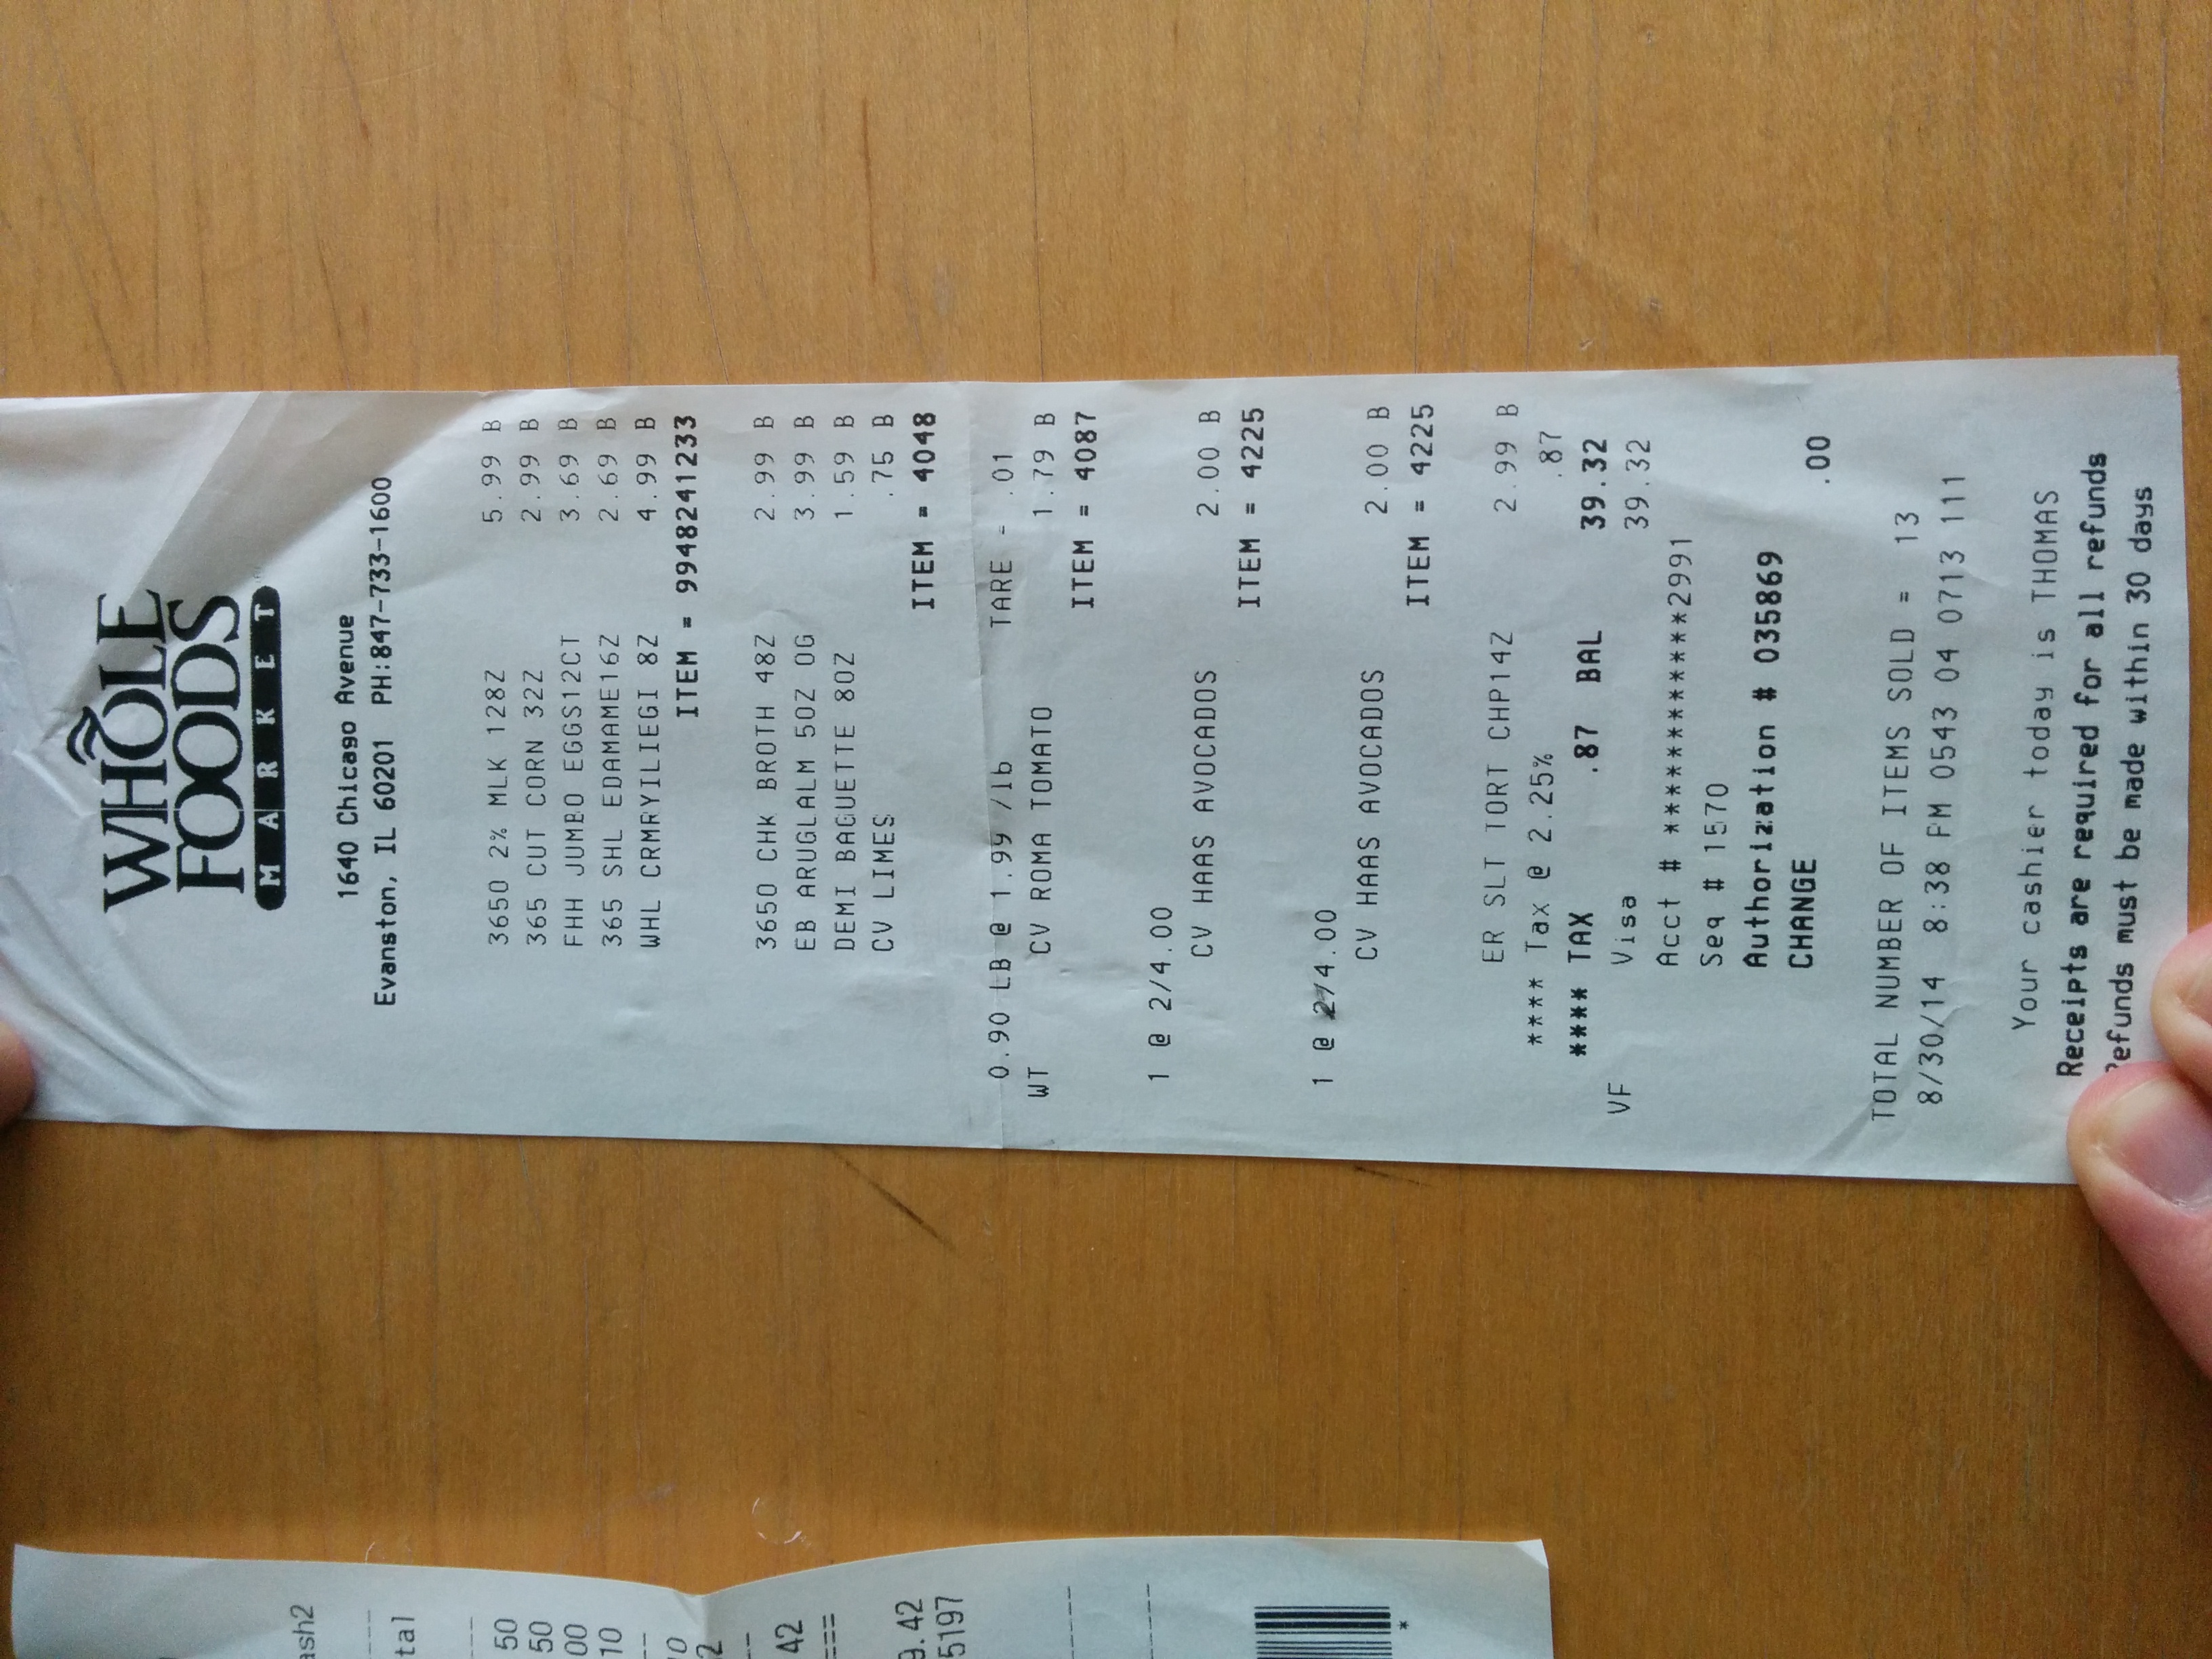 WHOLE
FOODS
MARKET
1640 Chicago Avenue
Evanston, IL 60201 PH:847-733-1600
3650 2% MLK 128Z 5.99 B
365 CUT CORN 32Z 2.99 B
FHH JUMBO EGGS12CT 3.69 B
365 SHL EDAMAME16Z 2.69 B
WHL CRMRYILIEGI 8Z 4.99 B
ITEM = 9948241233
3650 CHK BROTH 48Z 2.99 B
EB ARUGLALM 5OZ OG 3.99 B
DEMI BAGUETTE 80Z 1.59 B
CV LIMES .75 B
ITEM = 4048
0.90 LB @ 1.99 /lb TARE - .01
WT CV ROMA TOMATO 1.79 B
ITEM = 4087
1 @ 2/4.00
CV HAAS AVOCADOS 2.00 B
ITEM = 4225
1 @ 2/4.00
CV HAAS AVOCADOS 2.00 B
ITEM = 4225
ER SLT TORT CHP14Z 2.99 B
**** Tax @ 2.25% .87
**** TAX .87 BAL 39.32
VF Visa 39.32
Acct # ************2991
Seq # 1570
Authorization # 035869
CHANGE .00
TOTAL NUMBER OF ITEMS SOLD = 13
8/30/14 8:38 PM 0543 04 0713 111
Your cashier today is THOMAS
Receipts are required for all refunds
Refunds must be made within 30 days
ash2
tal
50
50
00
10
42
===
9.42
5197
*